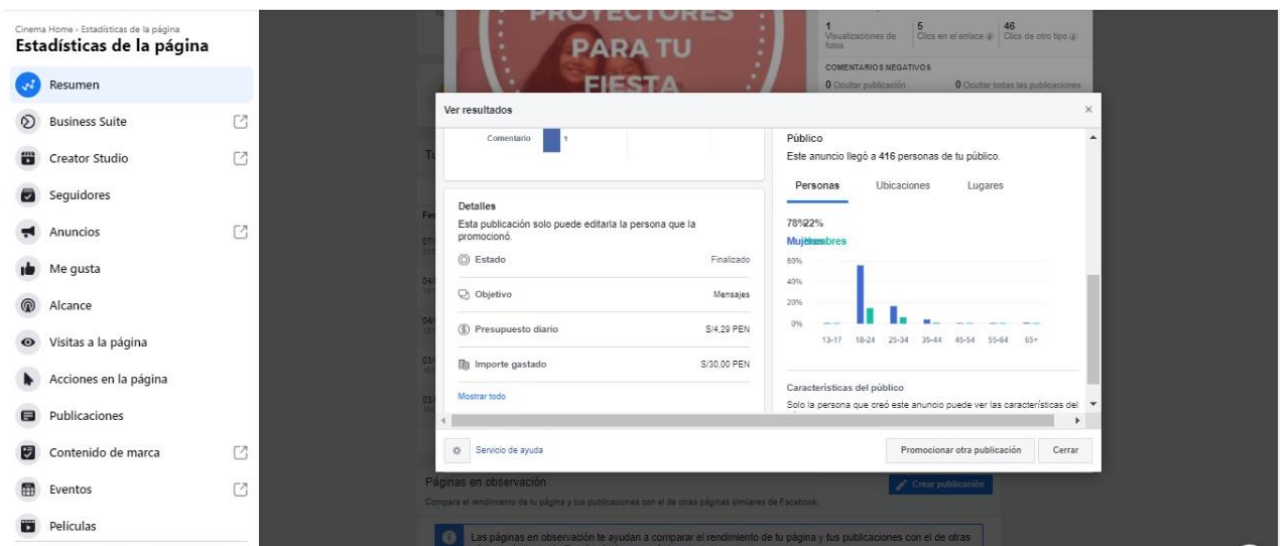 Cinema Home › Estadísticas de la página
Estadísticas de la página
Resumen
Business Suite
Creator Studio
Seguidores
Anuncios
Me gusta
Alcance
Visitas a la página
Acciones en la página
Publicaciones
Contenido de marca
Eventos
Películas
PROYECTORES
PARA TU
FIESTA
1
Visualizaciones de fotos
5
Clics en el enlace
46
Clics de otro tipo
COMENTARIOS NEGATIVOS
0 Ocultar publicación
0 Ocultar todas las publicaciones
Ver resultados
Comentario
1
Detalles
Esta publicación solo puede editarla la persona que la
promocionó.
Estado
Finalizado
Objetivo
Mensajes
Presupuesto diario
S/4,29 PEN
Importe gastado
S/30,00 PEN
Mostrar todo
Público
Este anuncio llegó a 416 personas de tu público.
Personas
Ubicaciones
Lugares
78%22%
Mujeres
Hombres
60%
40%
20%
0%
13-17 18-24 25-34 35-44 45-54 55-64 65+
Características del público
Solo la persona que creó este anuncio puede ver las características del
Servicio de ayuda
Promocionar otra publicación
Cerrar
Páginas en observación
Crear publicación
Compara el rendimiento de tu página y tus publicaciones con el de otras páginas similares de Facebook.
Las páginas en observación te ayudan a comparar el rendimiento de tu página y tus publicaciones con el de otras